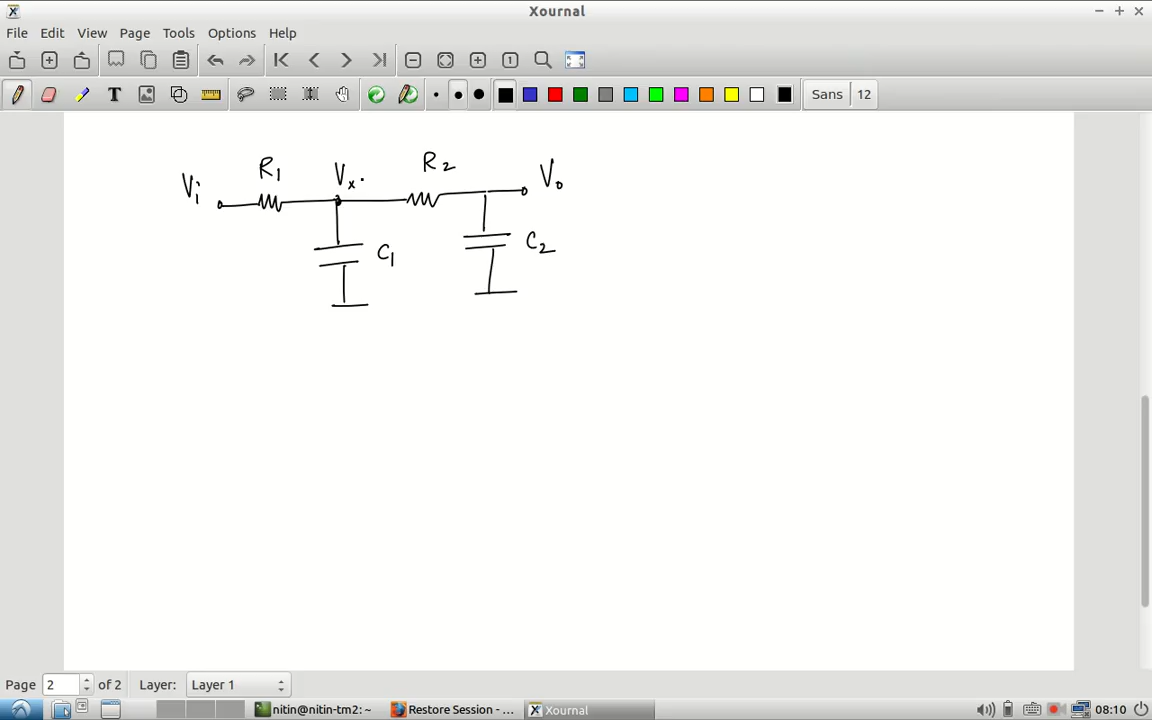 Xournal
File Edit View Page Tools Options Help
Sans 12
Vi R1 Vx. R2 Vo
C1 C2
Page 2 of 2 Layer: Layer 1
nitin@nitin-tm2: ~ Restore Session - ... Xournal 08:10